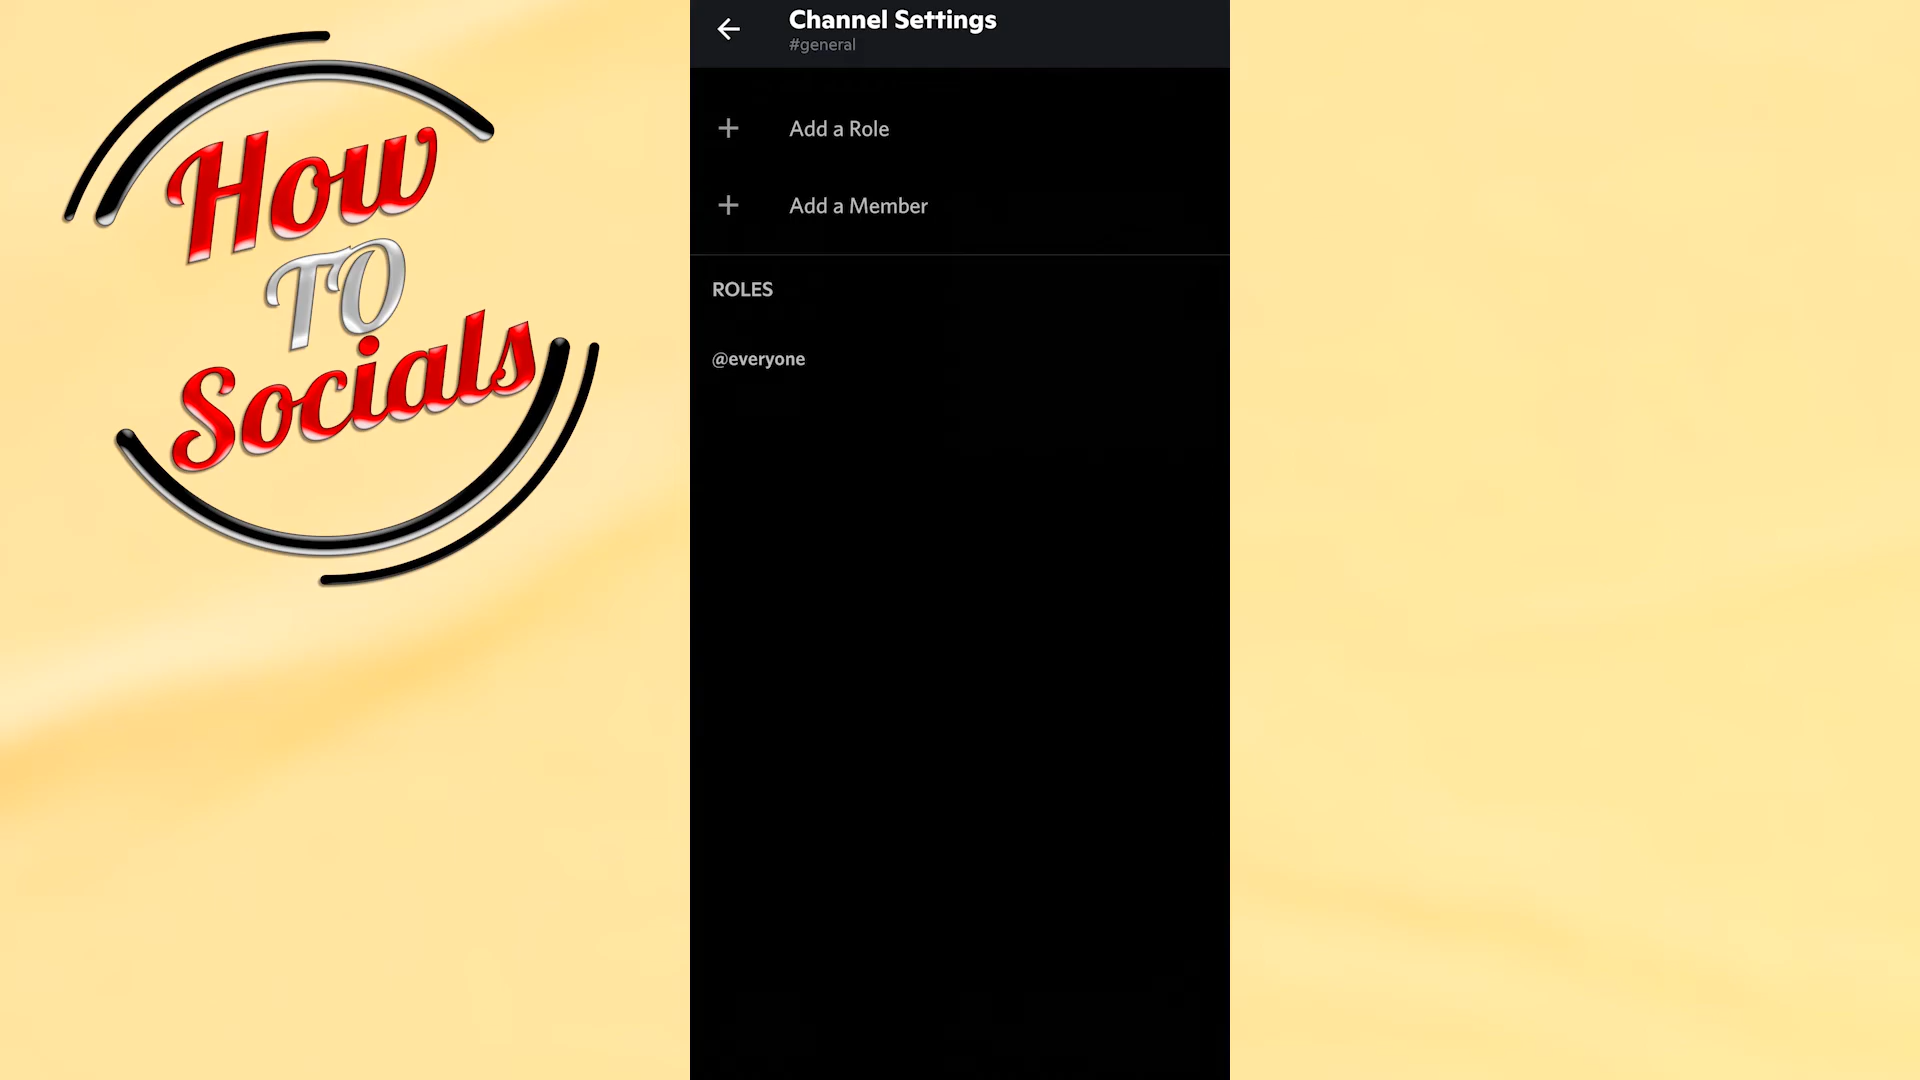 How
TO
Socials
Channel Settings
#general
Add a Role
Add a Member
ROLES
@everyone